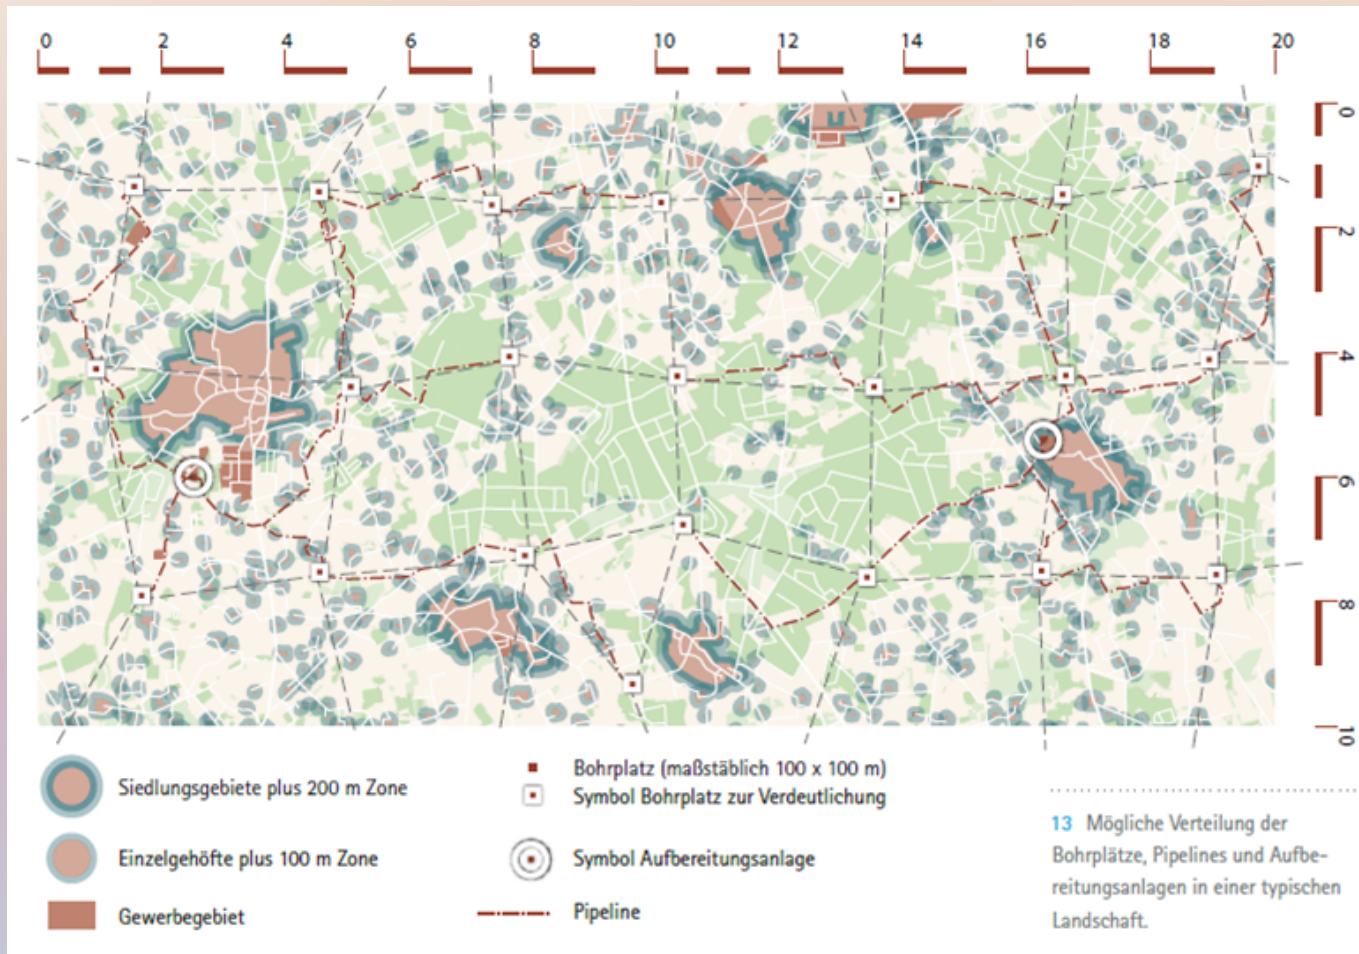 0 2 4 6 8 10 12 14 16 18 20
0
2
4
6
8
10
Siedlungsgebiete plus 200 m Zone
Einzelgehöfte plus 100 m Zone
Gewerbegebiet
Bohrplatz (maßstäblich 100 x 100 m)
Symbol Bohrplatz zur Verdeutlichung
Symbol Aufbereitungsanlage
Pipeline
13 Mögliche Verteilung der
Bohrplätze, Pipelines und Aufbe-
reitungsanlagen in einer typischen
Landschaft.